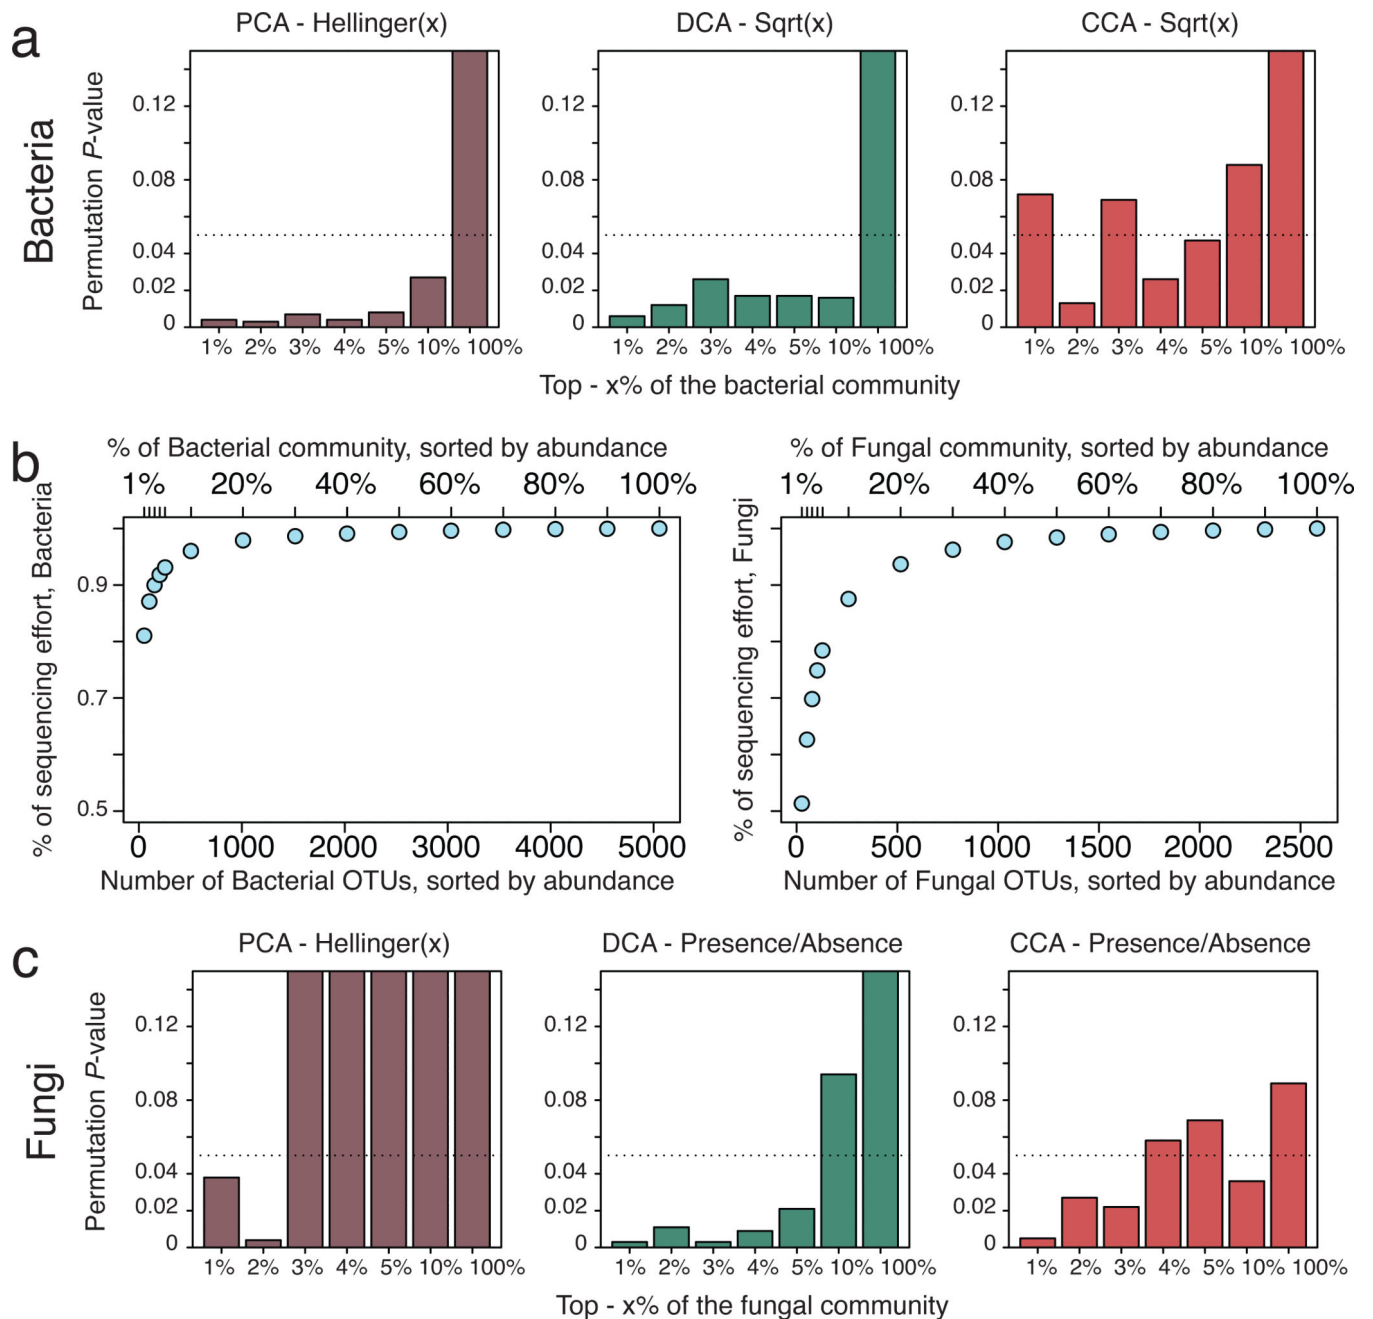 a
PCA - Hellinger(x)
DCA - Sqrt(x)
CCA - Sqrt(x)
Bacteria
Permutation P-value
0.12
0.08
0.04
0.02
0
1% 2% 3% 4% 5% 10% 100%
0.12
0.08
0.04
0.02
0
1% 2% 3% 4% 5% 10% 100%
0.12
0.08
0.04
0.02
0
1% 2% 3% 4% 5% 10% 100%
Top - x% of the bacterial community
b
% of Bacterial community, sorted by abundance
1% 20% 40% 60% 80% 100%
% of sequencing effort, Bacteria
0.9
0.7
0.5
0 1000 2000 3000 4000 5000
Number of Bacterial OTUs, sorted by abundance
% of Fungal community, sorted by abundance
1% 20% 40% 60% 80% 100%
% of sequencing effort, Fungi
0 500 1000 1500 2000 2500
Number of Fungal OTUs, sorted by abundance
c
PCA - Hellinger(x)
DCA - Presence/Absence
CCA - Presence/Absence
Fungi
Permutation P-value
0.12
0.08
0.04
0.02
0
1% 2% 3% 4% 5% 10% 100%
0.12
0.08
0.04
0.02
0
1% 2% 3% 4% 5% 10% 100%
0.12
0.08
0.04
0.02
0
1% 2% 3% 4% 5% 10% 100%
Top - x% of the fungal community